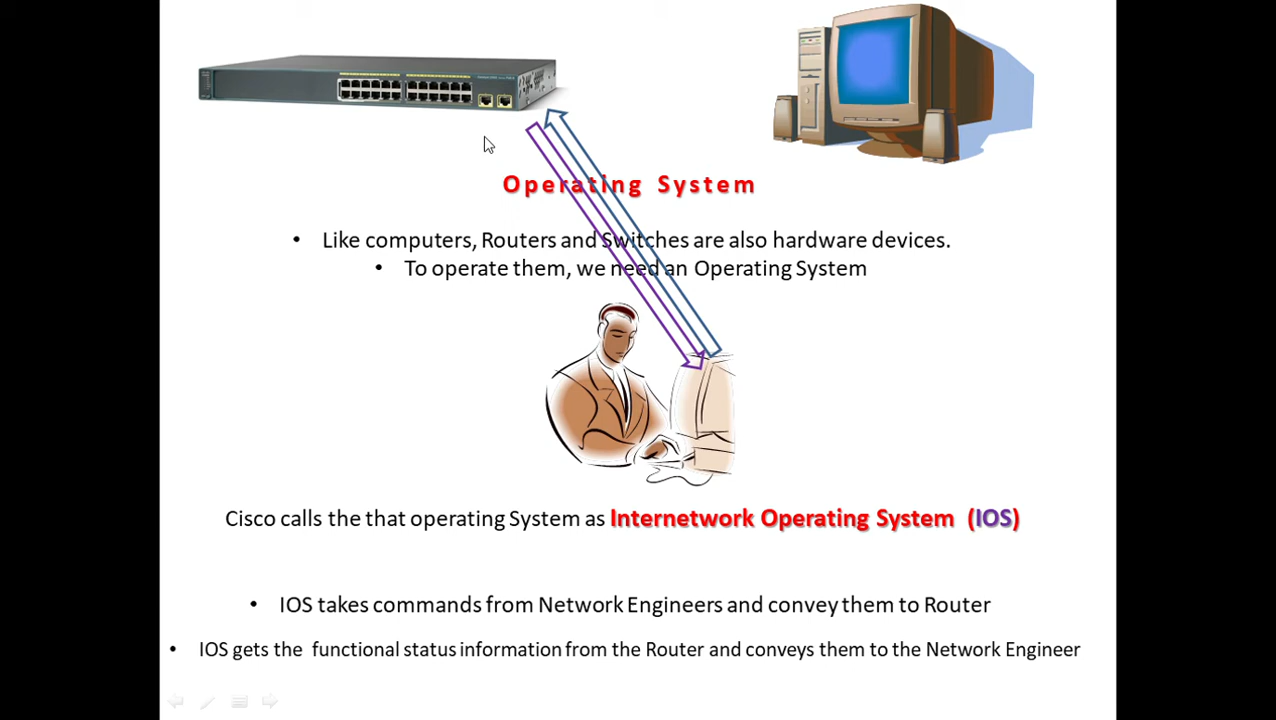 Operating System
• Like computers, Routers and Switches are also hardware devices.
• To operate them, we need an Operating System
Cisco calls the that operating System as Internetwork Operating System (IOS)
• IOS takes commands from Network Engineers and convey them to Router
• IOS gets the functional status information from the Router and conveys them to the Network Engineer